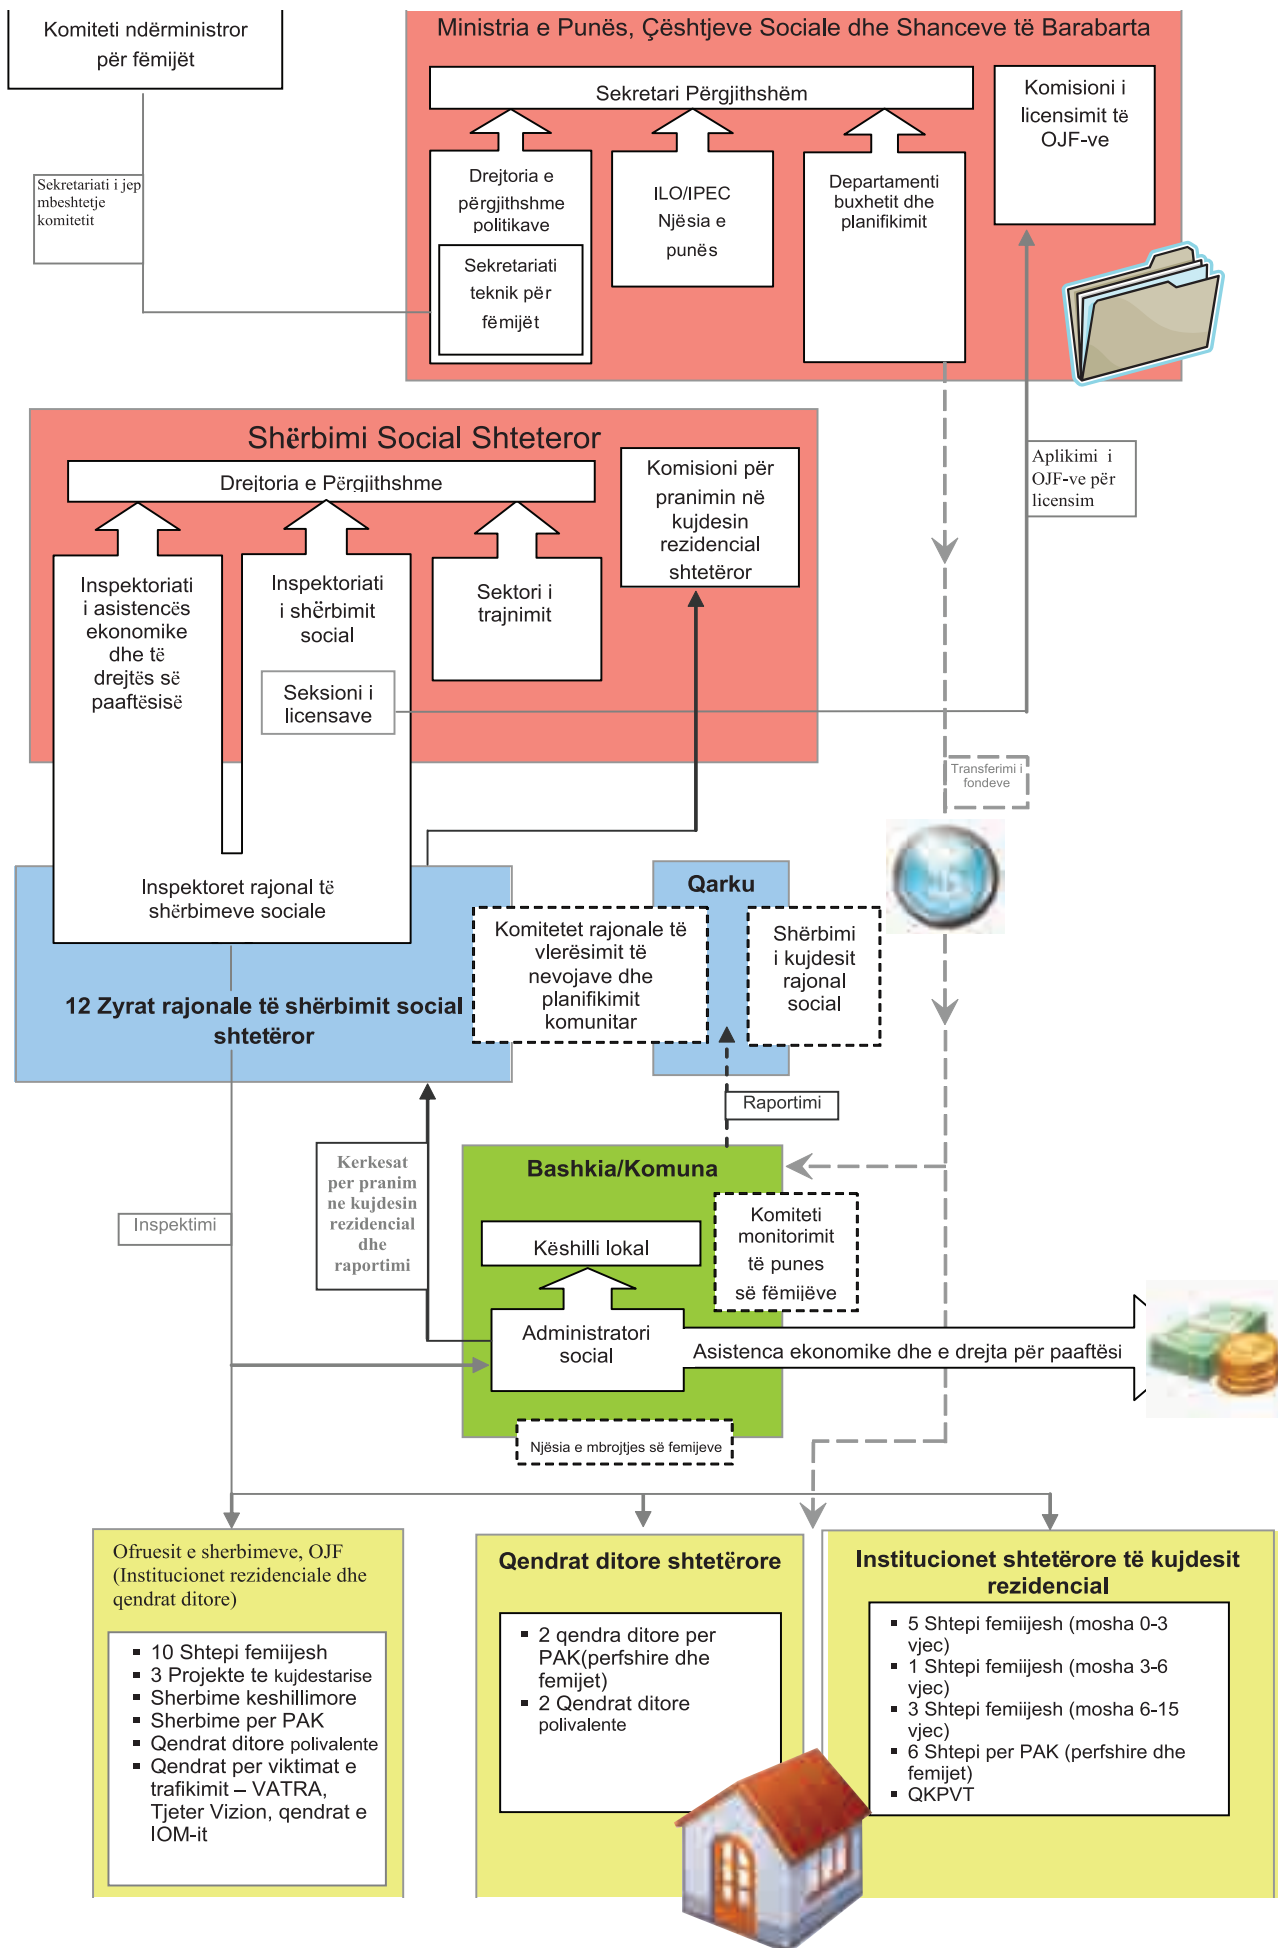 Komiteti ndërministror
për fëmijët
Ministria e Punës, Çështjeve Sociale dhe Shanceve të Barabarta
Sekretari Përgjithshëm
Komisioni i
licensimit të
OJF-ve
Drejtoria e
përgjithshme
politikave
Sekretariati
teknik për
fëmijët
ILO/IPEC
Njësia e
punës
Departamenti
buxhetit dhe
planifikimit
Sekretariati i jep
mbeshtetje
komitetit
Shërbimi Social Shteteror
Drejtoria e Përgjithshme
Komisioni për
pranimin në
kujdesin
rezidencial
shtetëror
Aplikimi i
OJF-ve për
licensim
Inspektoriati
i asistencës
ekonomike
dhe të
drejtës së
paaftësisë
Inspektoriati
i shërbimit
social
Seksioni i
licensave
Sektori i
trajnimit
Transferimi i
fondeve
Inspektoret rajonal të
shërbimeve sociale
12 Zyrat rajonale të shërbimit social
shtetëror
Qarku
Komitetet rajonale të
vlerësimit të
nevojave dhe
planifikimit
komunitar
Shërbimi
i kujdesit
rajonal
social
Raportimi
Kerkesat
per pranim
ne kujdesin
rezidencial
dhe
raportimi
Inspektimi
Bashkia/Komuna
Këshilli lokal
Komiteti
monitorimit
të punes
së fëmijëve
Administratori
social
Asistenca ekonomike dhe e drejta për paaftësi
Njësia e mbrojtjes së femijeve
Ofruesit e sherbimeve, OJF
(Institucionet rezidenciale dhe
qendrat ditore)
▪ 10 Shtepi femiijesh
▪ 3 Projekte te kujdestarise
▪ Sherbime keshillimore
▪ Sherbime per PAK
▪ Qendrat ditore polivalente
▪ Qendrat per viktimat e
trafikimit – VATRA,
Tjeter Vizion, qendrat e
IOM-it
Qendrat ditore shtetërore
▪ 2 qendra ditore per
PAK(perfshire dhe
femijet)
▪ 2 Qendrat ditore
polivalente
Institucionet shtetërore të kujdesit
rezidencial
▪ 5 Shtepi femiijesh (mosha 0-3
vjec)
▪ 1 Shtepi femiijesh (mosha 3-6
vjec)
▪ 3 Shtepi femiijesh (mosha 6-15
vjec)
▪ 6 Shtepi per PAK (perfshire dhe
femijet)
▪ QKPVT